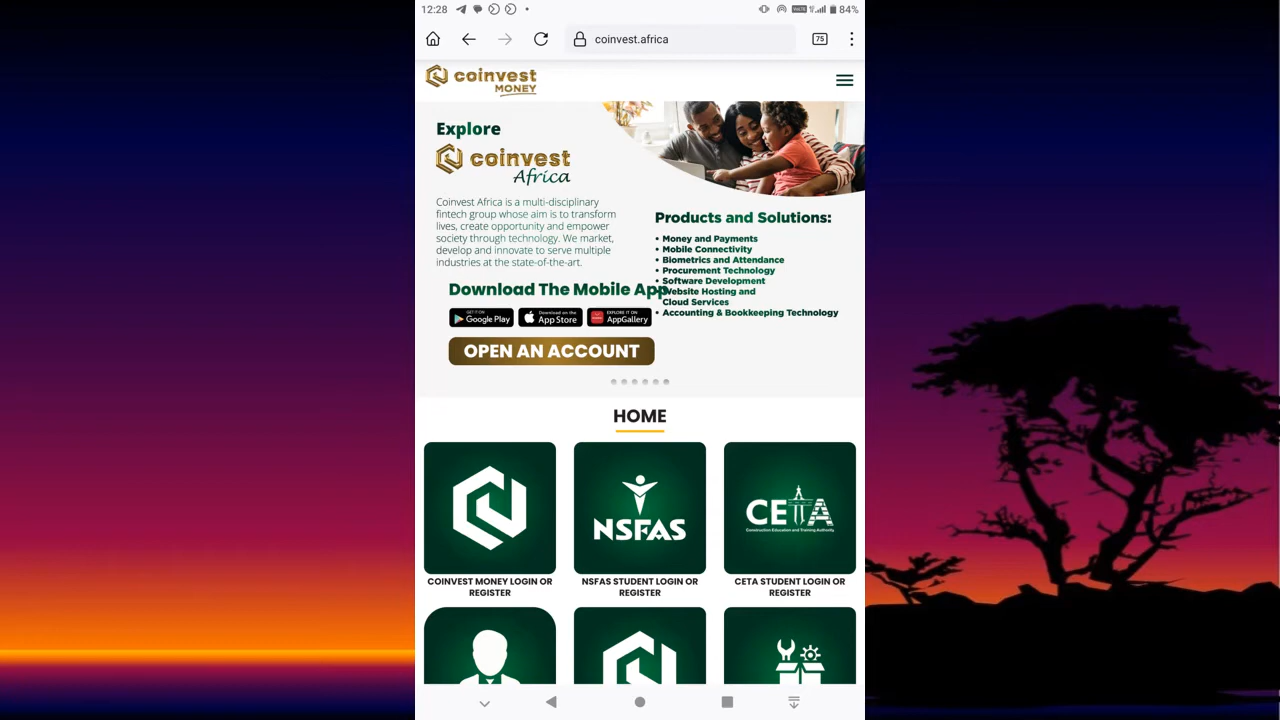 12:28
84%
coinvest.africa
75
coinvest
MONEY
Explore
coinvest
Africa
Coinvest Africa is a multi-disciplinary
fintech group whose aim is to transform
lives, create opportunity and empower
society through technology. We market,
develop and innovate to serve multiple
industries at the state-of-the-art.
Products and Solutions:
• Money and Payments
• Mobile Connectivity
• Biometrics and Attendance
• Procurement Technology
• Software Development
• Website Hosting and
Cloud Services
• Accounting & Bookkeeping Technology
Download The Mobile App
GET IT ON
Google Play
Download on the
App Store
EXPLORE IT ON
AppGallery
OPEN AN ACCOUNT
HOME
NSFAS
CETA
Construction Education and Training Authority
COINVEST MONEY LOGIN OR
REGISTER
NSFAS STUDENT LOGIN OR
REGISTER
CETA STUDENT LOGIN OR
REGISTER